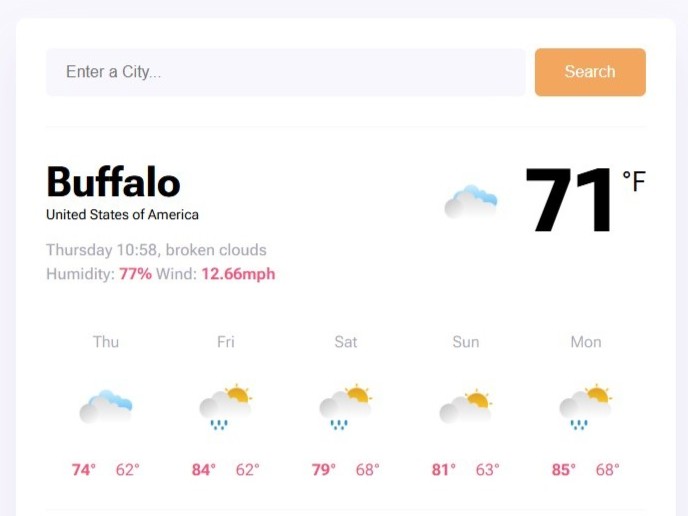 Enter a City...
Search
Buffalo
United States of America
71 °F
Thursday 10:58, broken clouds
Humidity: 77% Wind: 12.66mph
Thu Fri Sat Sun Mon
74° 62° 84° 62° 79° 68° 81° 63° 85° 68°